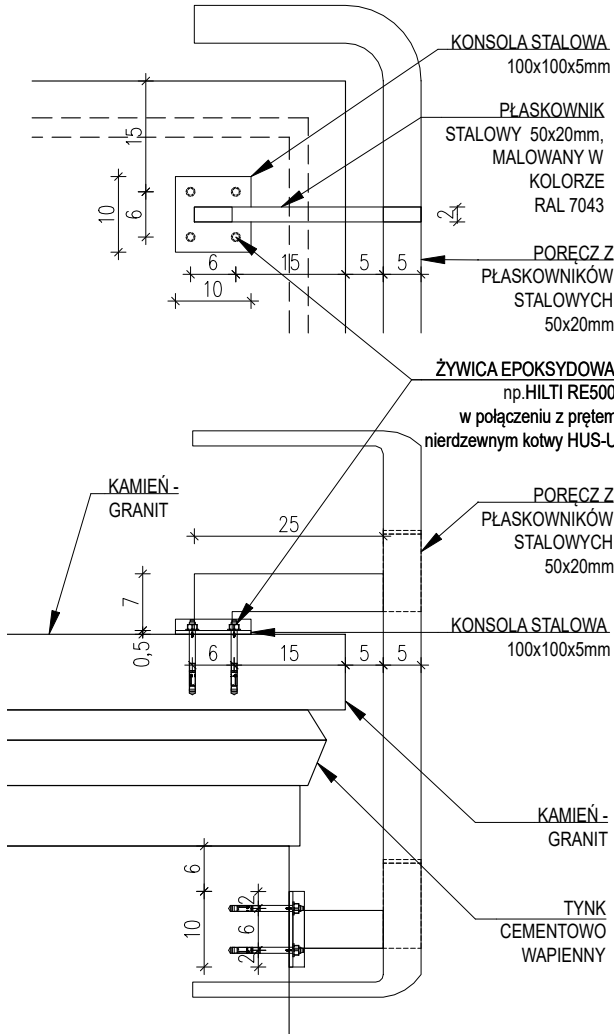 KONSOLA STALOWA
100x100x5mm
PŁASKOWNIK
STALOWY 50x20mm,
MALOWANY W
KOLORZE
RAL 7043
15
10
6
2
6
15
5
5
10
PORĘCZ Z
PŁASKOWNIKÓW
STALOWYCH
50x20mm
ŻYWICA EPOKSYDOWA
np.HILTI RE500
w połączeniu z prętem
nierdzewnym kotwy HUS-U
KAMIEŃ -
GRANIT
PORĘCZ Z
PŁASKOWNIKÓW
STALOWYCH
50x20mm
25
7
0,5
6
15
5
5
KONSOLA STALOWA
100x100x5mm
KAMIEŃ -
GRANIT
6
10
2
6
2
TYNK
CEMENTOWO
WAPIENNY